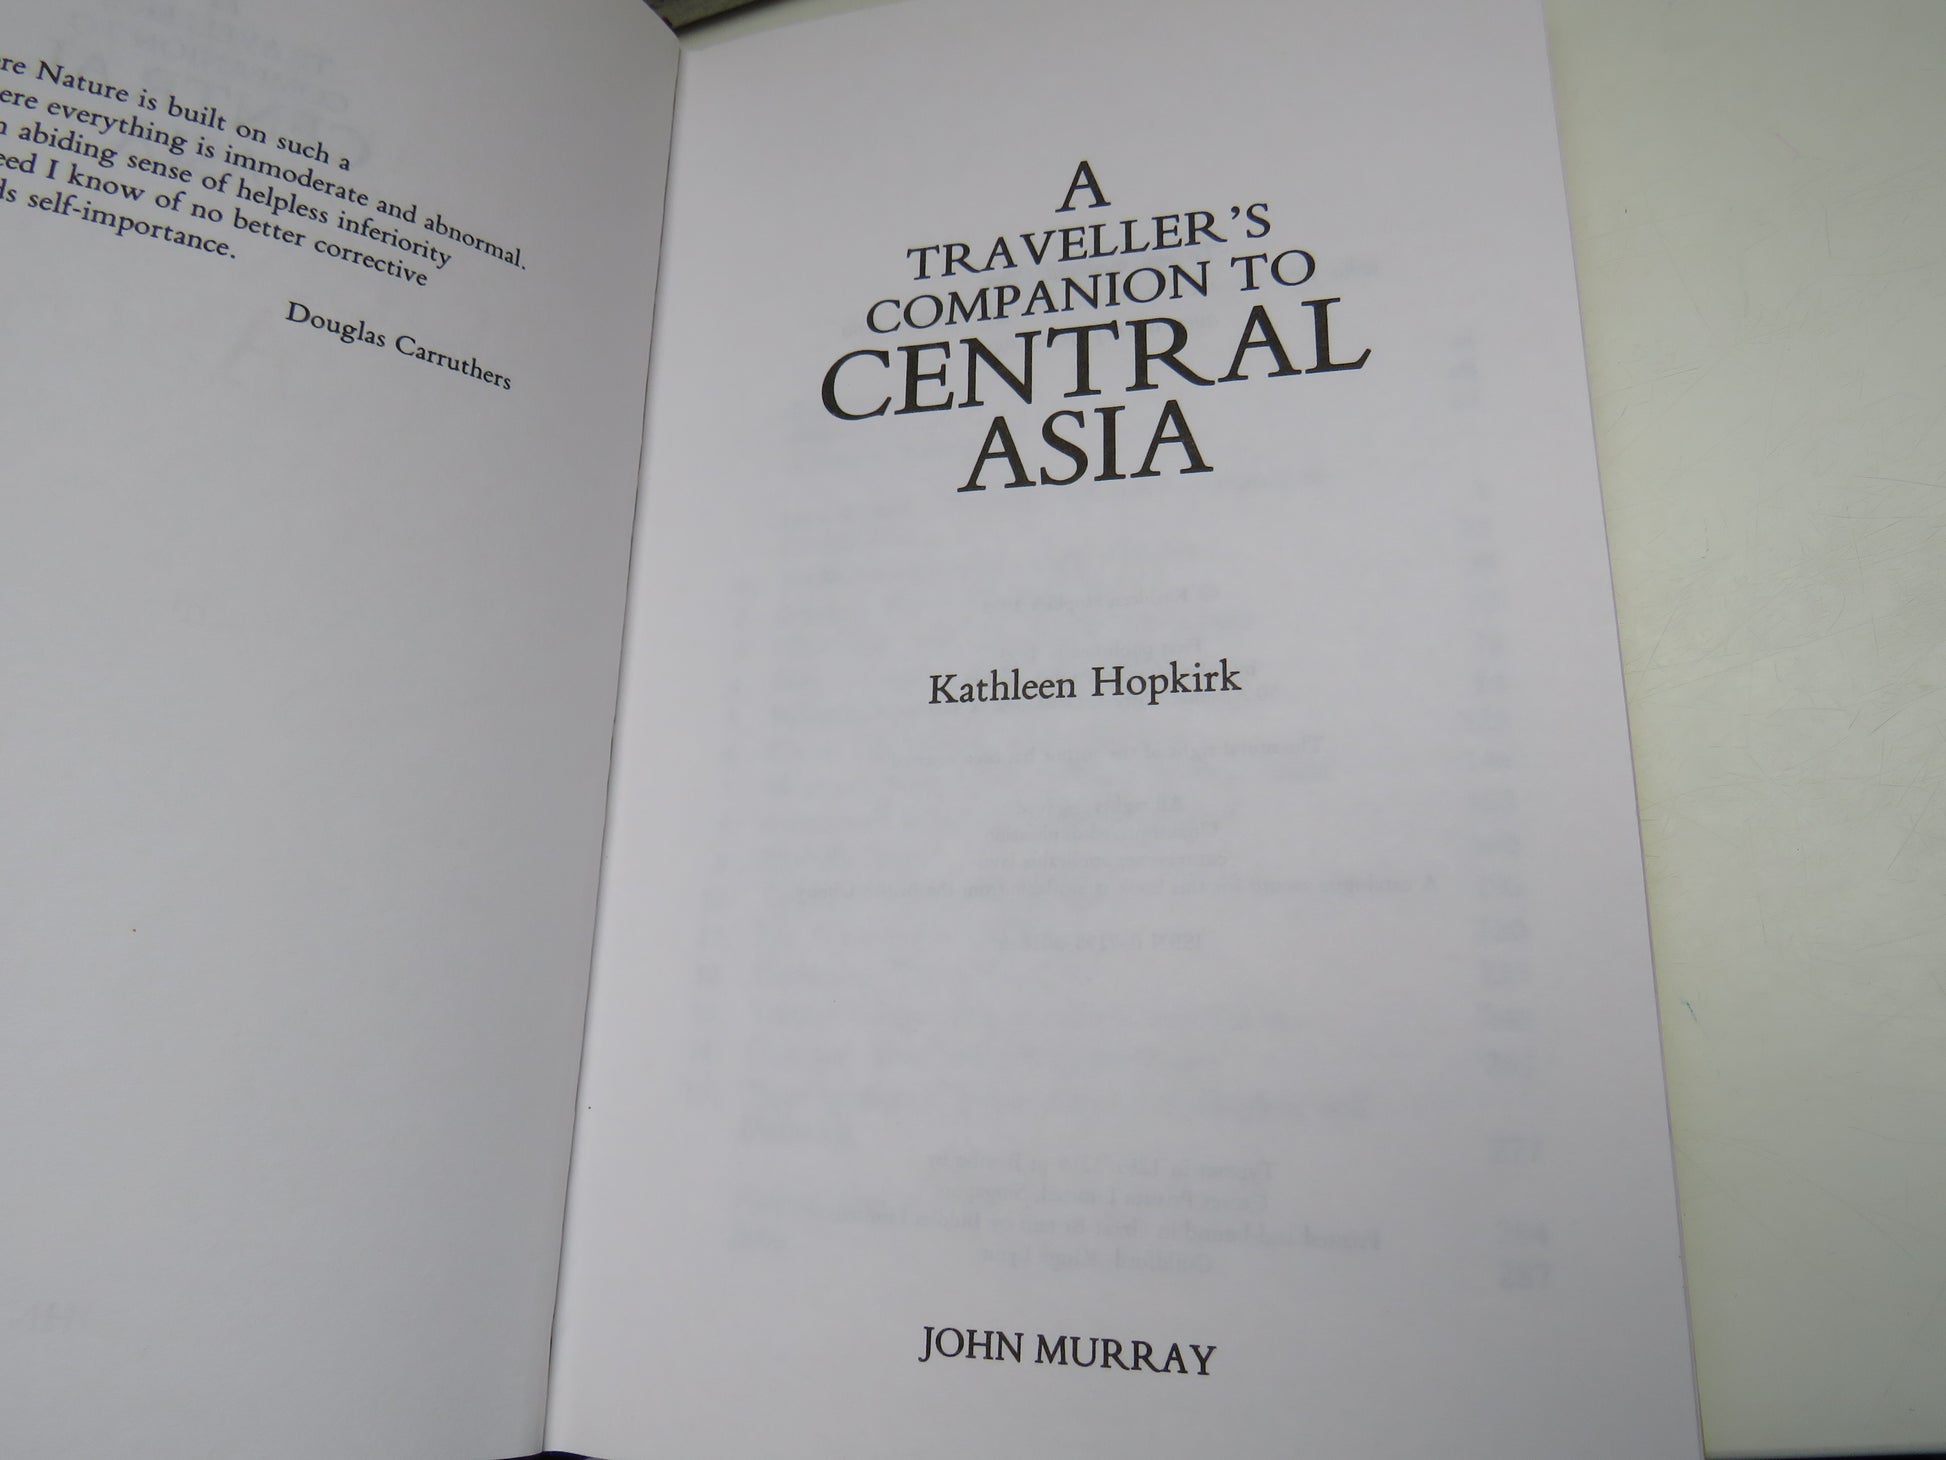 re Nature is built on such a
ere everything is immoderate and abnormal.
abiding sense of helpless inferiority
eed I know of no better corrective
ds self-importance.
Douglas Carruthers
A
TRAVELLER'S
COMPANION TO
CENTRAL
ASIA
Kathleen Hopkirk
JOHN MURRAY